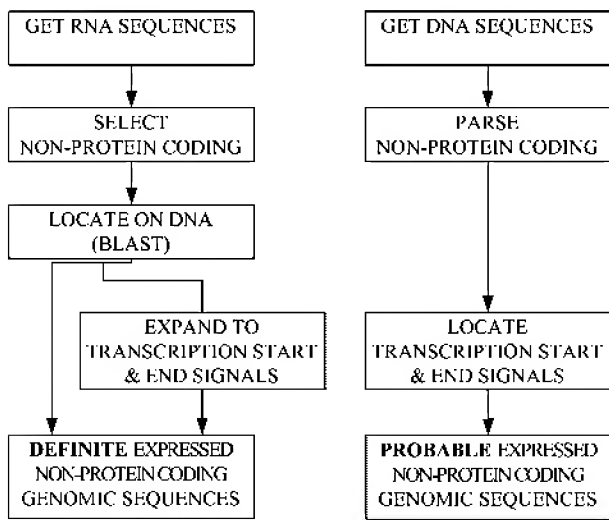 GET RNA SEQUENCES
SELECT
NON-PROTEIN CODING
LOCATE ON DNA
(BLAST)
EXPAND TO
TRANSCRIPTION START
& END SIGNALS
DEFINITE EXPRESSED
NON-PROTEIN CODING
GENOMIC SEQUENCES
GET DNA SEQUENCES
PARSE
NON-PROTEIN CODING
LOCATE
TRANSCRIPTION START
& END SIGNALS
PROBABLE EXPRESSED
NON-PROTEIN CODING
GENOMIC SEQUENCES